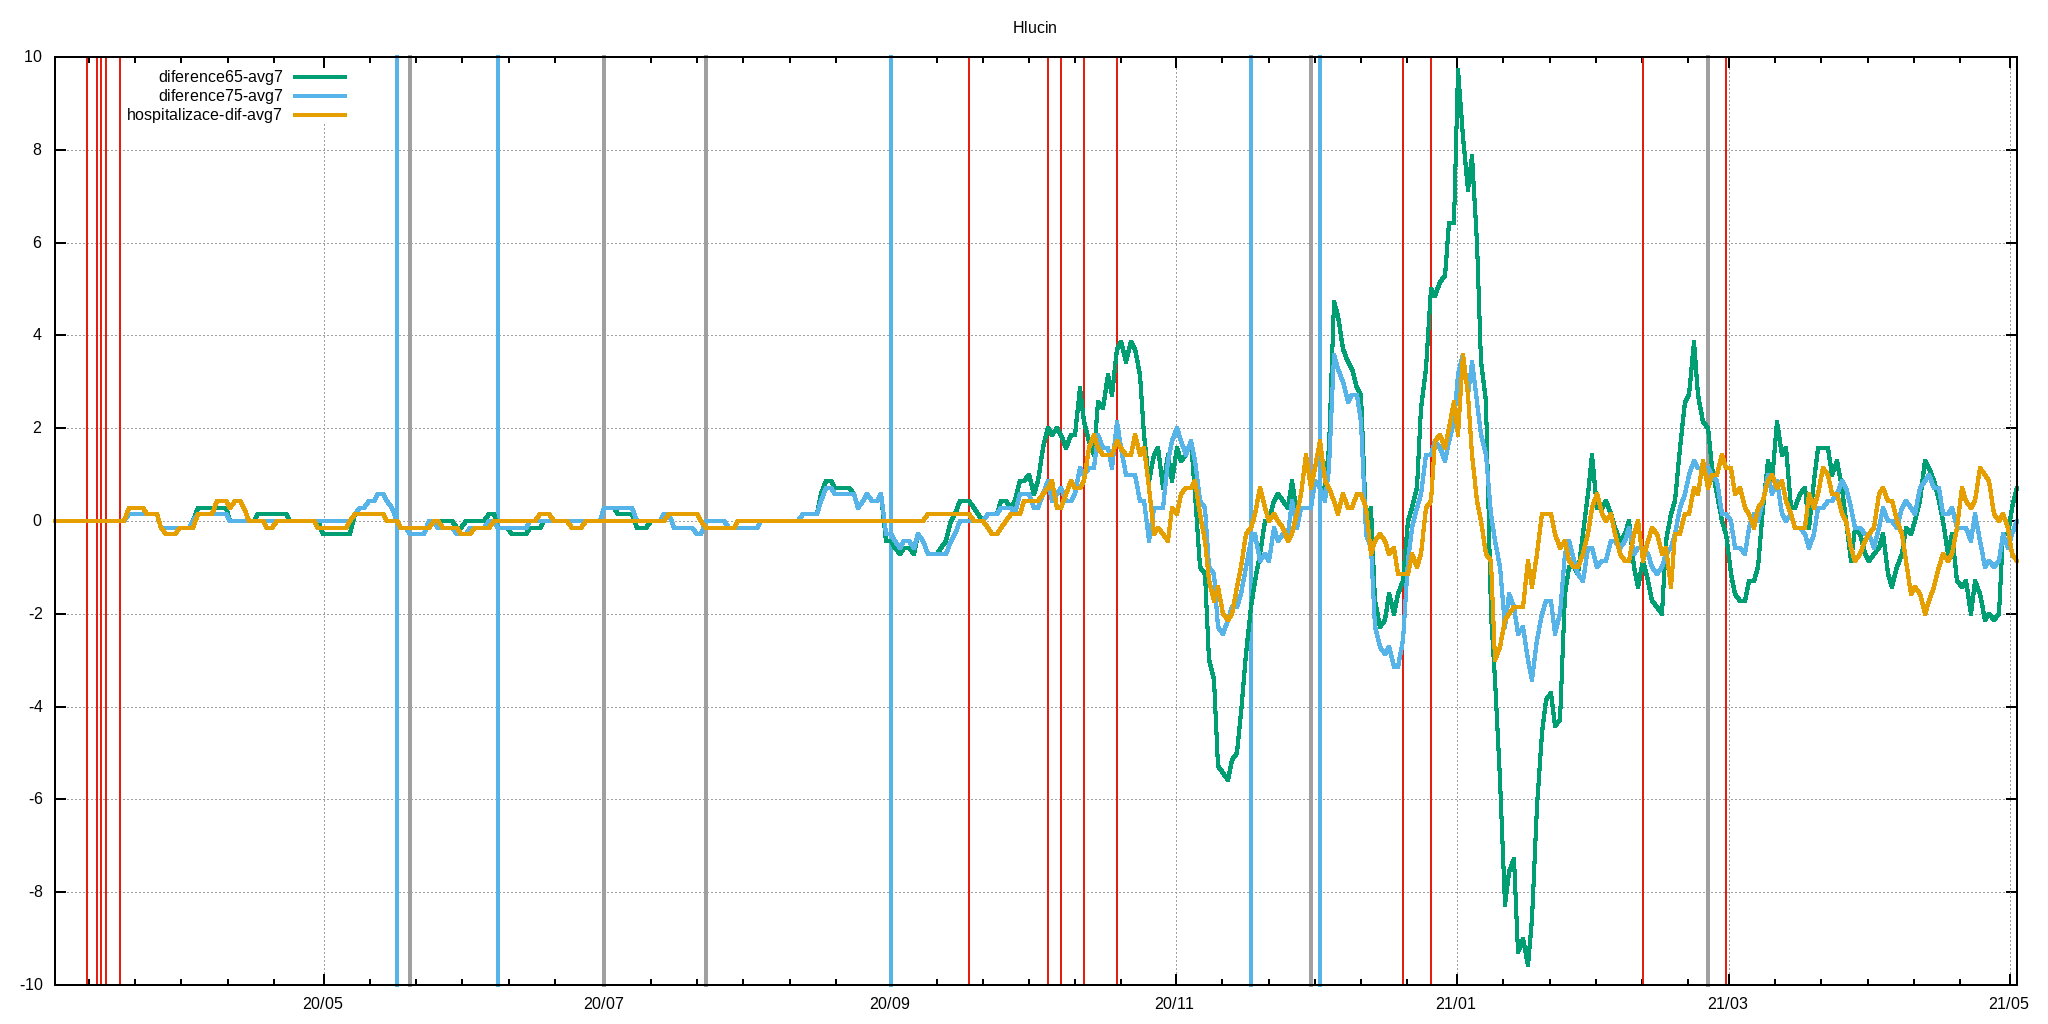 Hlucin
diference65-avg7
diference75-avg7
hospitalizace-dif-avg7
10
8
6
4
2
0
-2
-4
-6
-8
-10
20/05 20/07 20/09 20/11 21/01 21/03 21/05